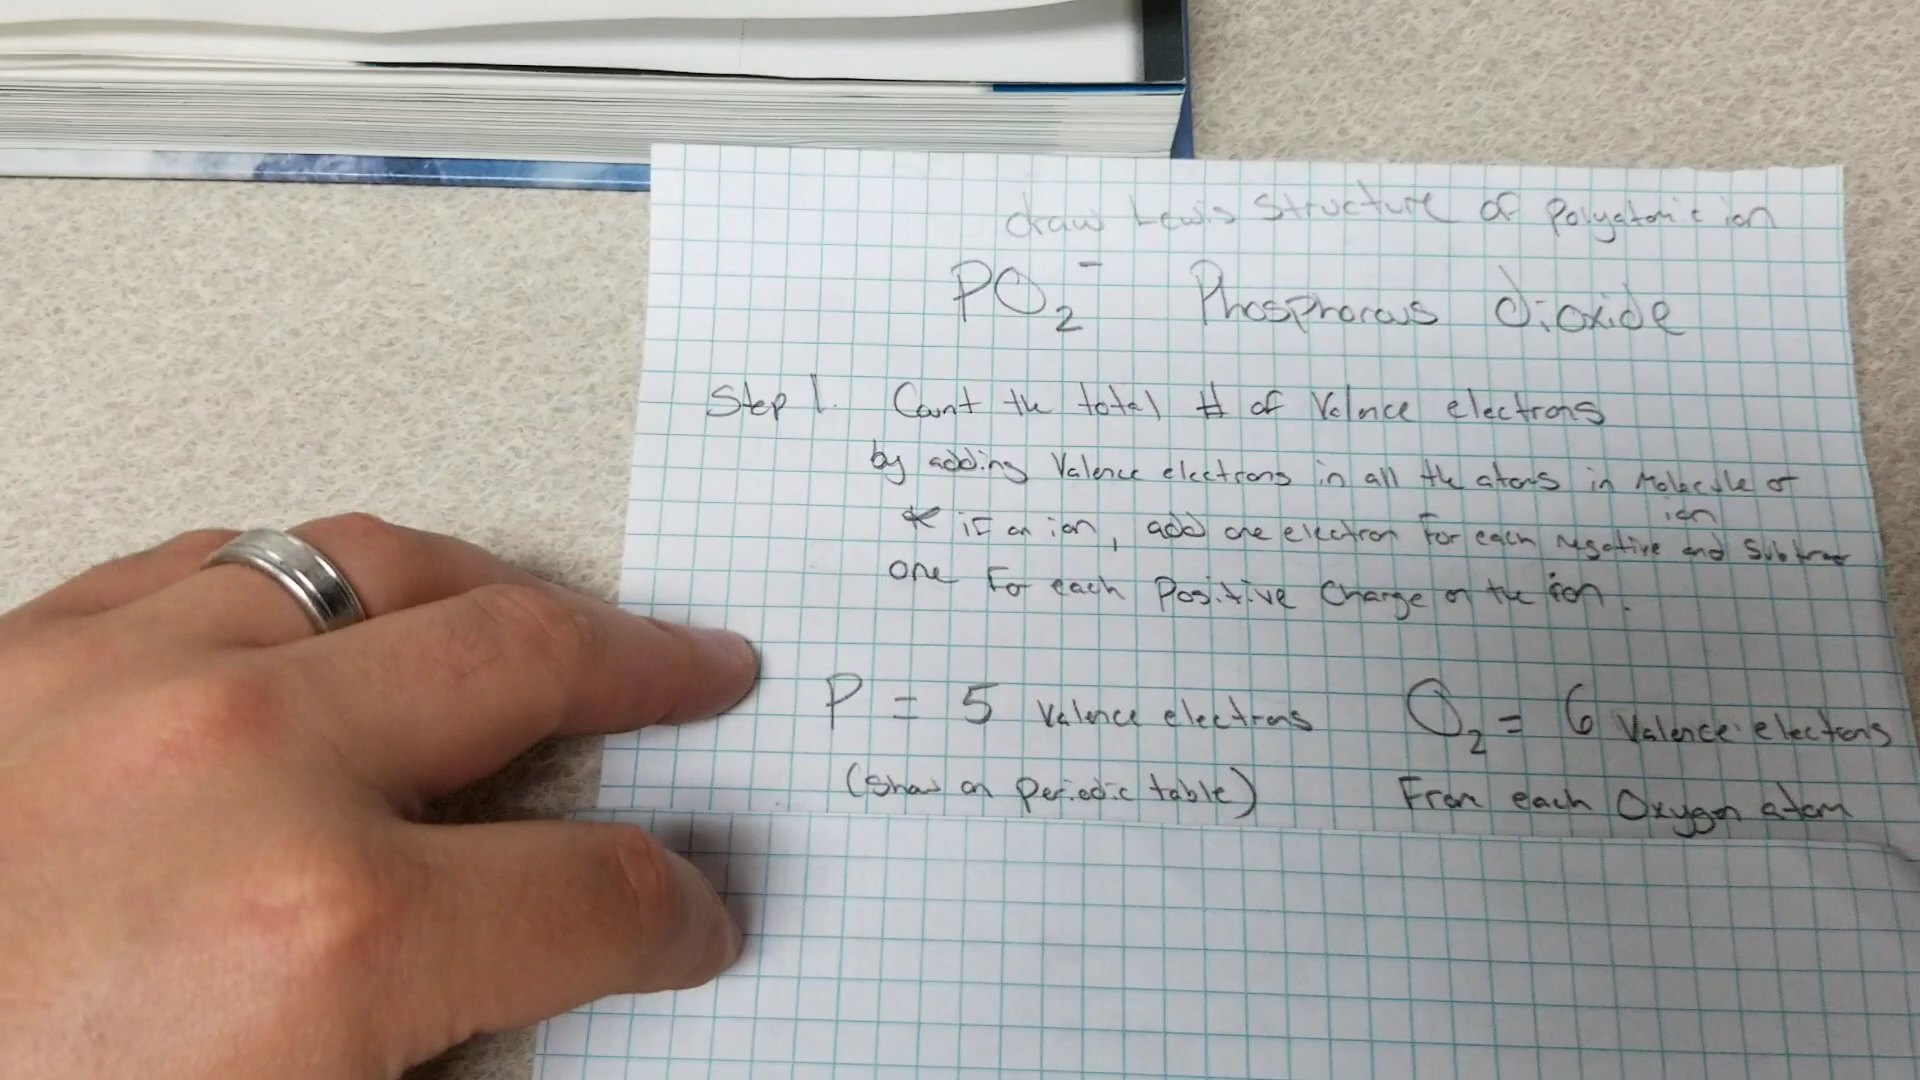 draw Lewis Structure of Polyatomic ion
PO₂⁻ Phosphorous Dioxide
Step 1. Count the total # of Valence electrons
by adding Valence electrons in all the atoms in Molecule or
ion
* if an ion, add one electron for each negative and Subtract
one For each Positive Charge on the ion.
P = 5 Valence electrons O₂ = 6 Valence electons
(Show on Periodic table) From each Oxygen atom